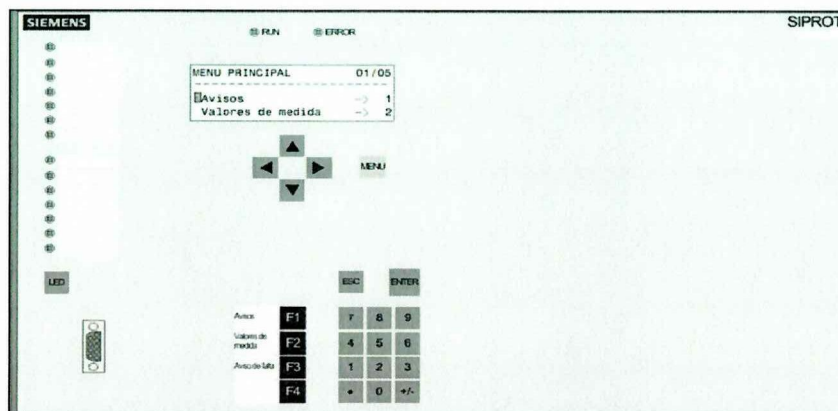 SIEMENS
SIPROT
RUN
ERROR
MENU PRINCIPAL 01/05
Avisos -> 1
Valores de medida -> 2
MENU
LED
ESC
ENTER
Avisos F1
7 8 9
Valores de
medida F2
4 5 6
Aviso de falta F3
1 2 3
F4
0 +/-